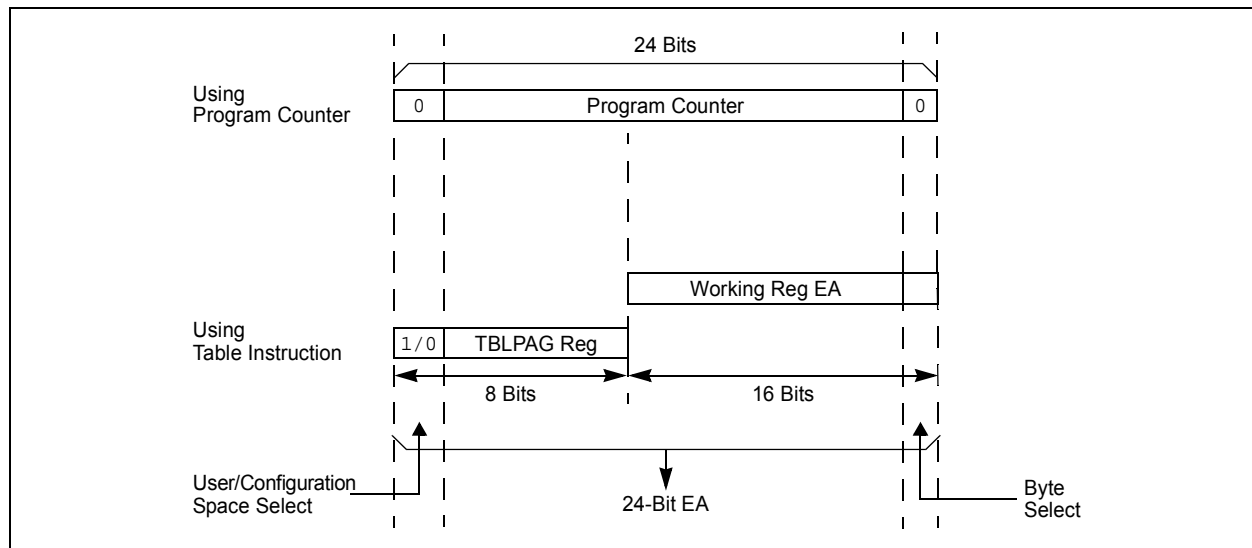 24 Bits
Using
Program Counter
0
Program Counter
0
Working Reg EA
Using
Table Instruction
1/0
TBLPAG Reg
8 Bits
16 Bits
User/Configuration
Space Select
24-Bit EA
Byte
Select